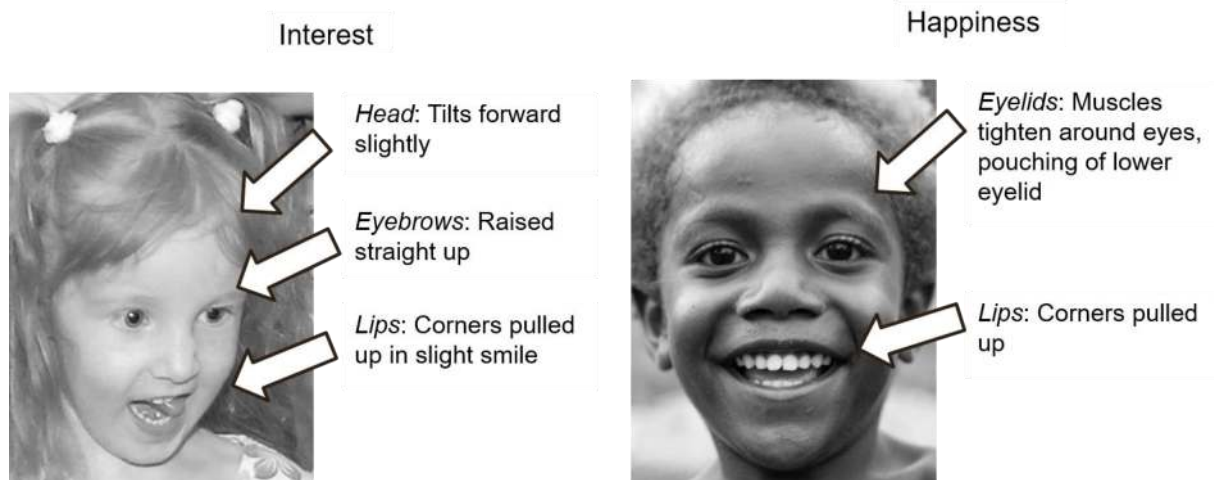 Interest
Head: Tilts forward
slightly
Eyebrows: Raised
straight up
Lips: Corners pulled
up in slight smile
Happiness
Eyelids: Muscles
tighten around eyes,
pouching of lower
eyelid
Lips: Corners pulled
up